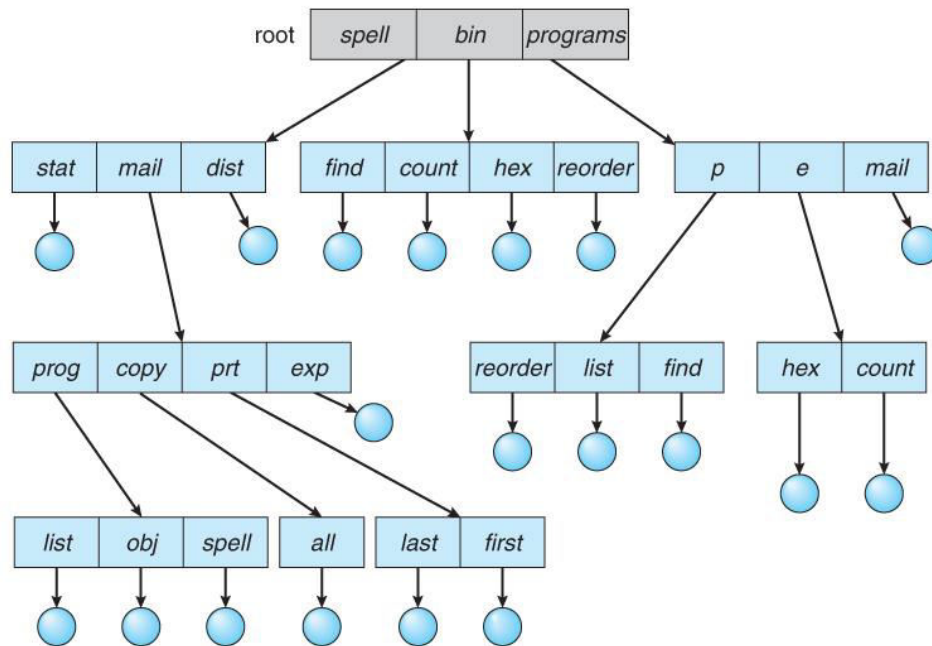 root spell bin programs
stat mail dist find count hex reorder p e mail
prog copy prt exp reorder list find hex count
list obj spell all last first